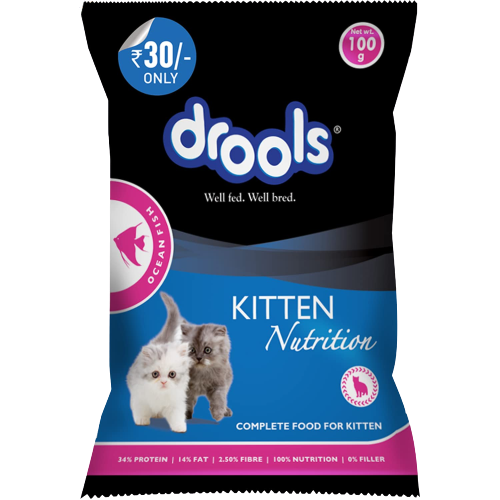 ₹30/-
ONLY
Net wt.
100
g
drools®
Well fed. Well bred.
OCEAN FISH
KITTEN
Nutrition
COMPLETE FOOD FOR KITTEN
34% PROTEIN | 14% FAT | 2.50% FIBRE | 100% NUTRITION | 0% FILLER